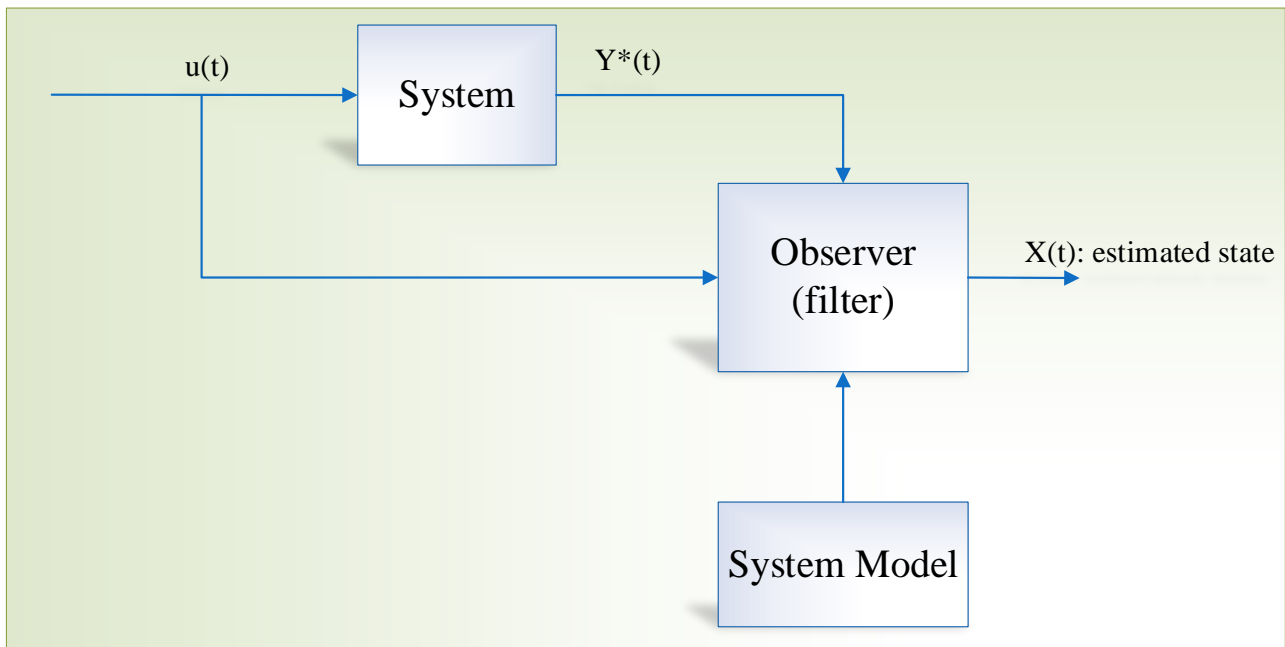 u(t)
Y*(t)
System
Observer
(filter)
X(t): estimated state
System Model